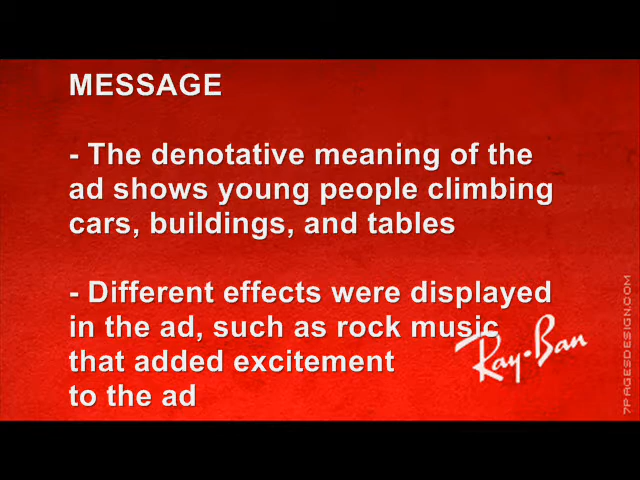 MESSAGE
- The denotative meaning of the
ad shows young people climbing
cars, buildings, and tables
- Different effects were displayed
in the ad, such as rock music
that added excitement
to the ad
Ray•Ban
7PAGESDESIGN.COM